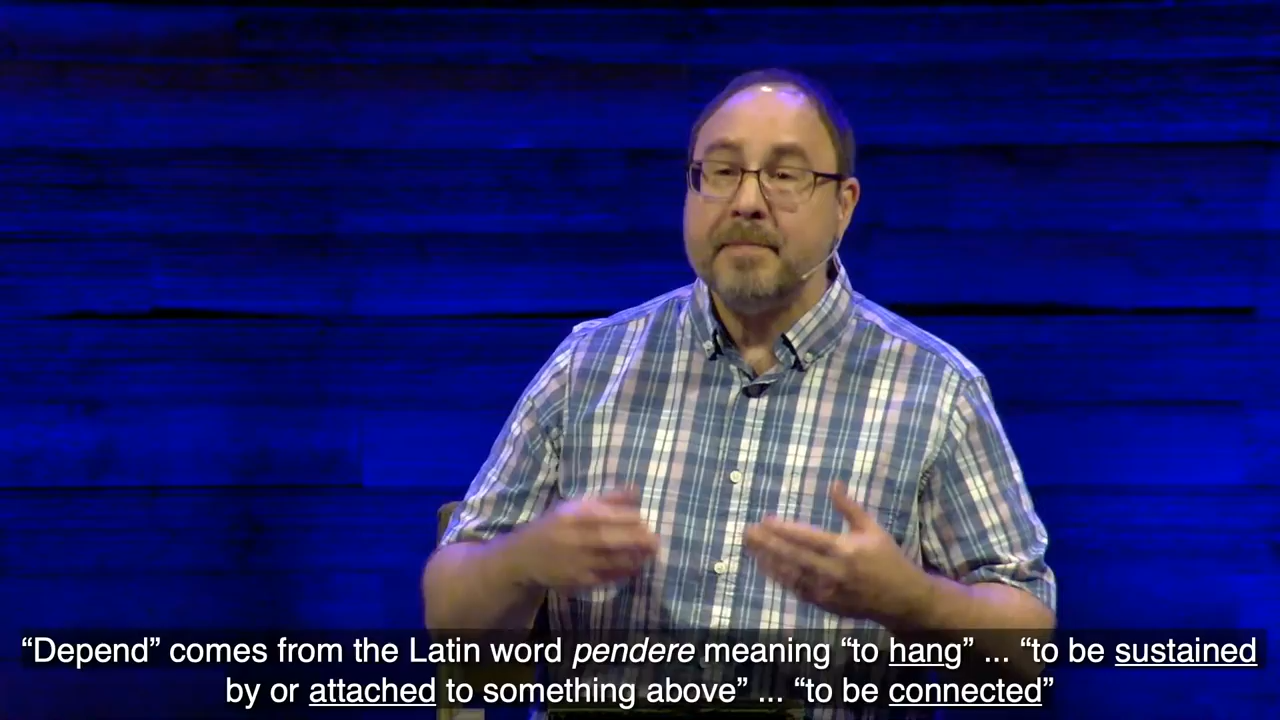 “Depend” comes from the Latin word pendere meaning “to hang” ... “to be sustained
by or attached to something above” ... “to be connected”